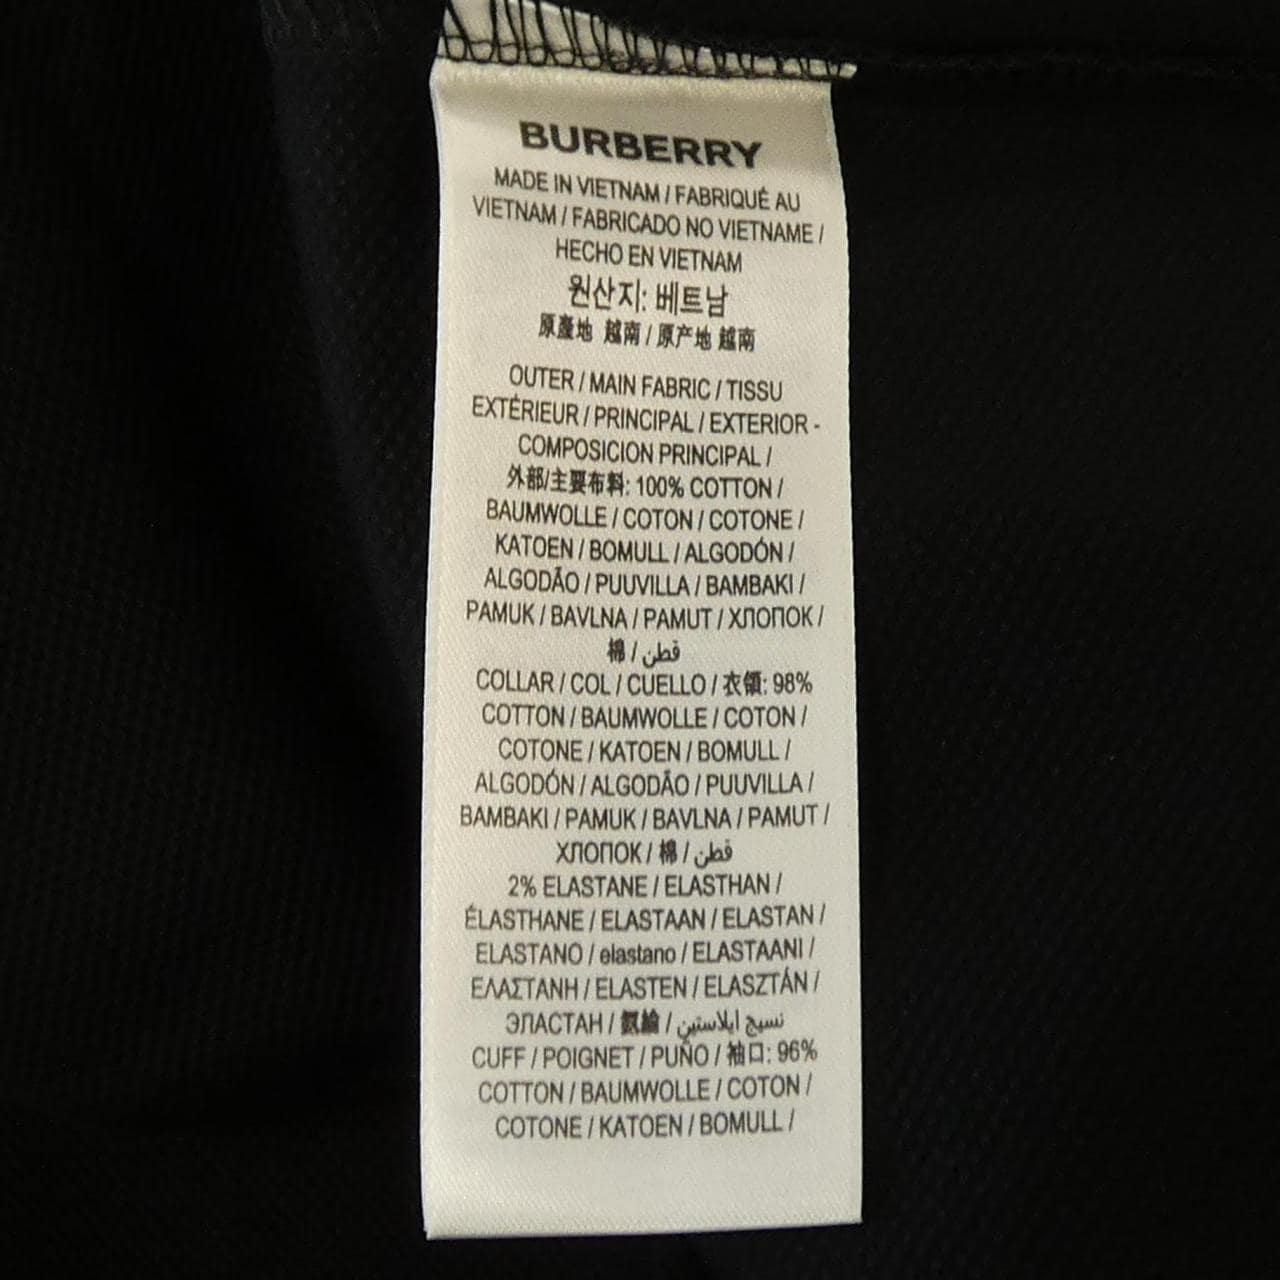 BURBERRY
MADE IN VIETNAM / FABRIQUÉ AU
VIETNAM / FABRICADO NO VIETNAME /
HECHO EN VIETNAM
원산지: 베트남
原產地 越南 / 原产地 越南
OUTER / MAIN FABRIC / TISSU
EXTÉRIEUR / PRINCIPAL / EXTERIOR -
COMPOSICION PRINCIPAL /
外部/主要布料: 100% COTTON /
BAUMWOLLE / COTON / COTONE /
KATOEN / BOMULL / ALGODÓN /
ALGODÃO / PUUVILLA / BAMBAKI /
PAMUK / BAVLNA / PAMUT / ХЛОПОК /
棉 / قطن
COLLAR / COL / CUELLO / 衣領: 98%
COTTON / BAUMWOLLE / COTON /
COTONE / KATOEN / BOMULL /
ALGODÓN / ALGODÃO / PUUVILLA /
BAMBAKI / PAMUK / BAVLNA / PAMUT /
ХЛОПОК / 棉 / قطن
2% ELASTANE / ELASTHAN /
ÉLASTHANE / ELASTAAN / ELASTAN /
ELASTANO / elastano / ELASTAANI /
ΕΛΑΣΤΑΝΗ / ELASTEN / ELASZTÁN /
ЭЛАСТАН / 氨綸 / نسيج ايلاستين
CUFF / POIGNET / PUÑO / 袖口: 96%
COTTON / BAUMWOLLE / COTON /
COTONE / KATOEN / BOMULL /